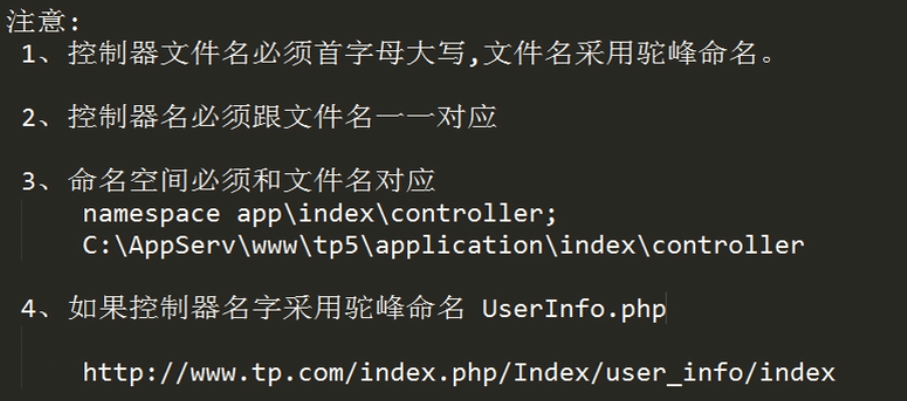 注意:
1、控制器文件名必须首字母大写,文件名采用驼峰命名。
2、控制器名必须跟文件名一一对应
3、命名空间必须和文件名对应
namespace app\index\controller;
C:\AppServ\www\tp5\application\index\controller
4、如果控制器名字采用驼峰命名 UserInfo.php
http://www.tp.com/index.php/Index/user_info/index